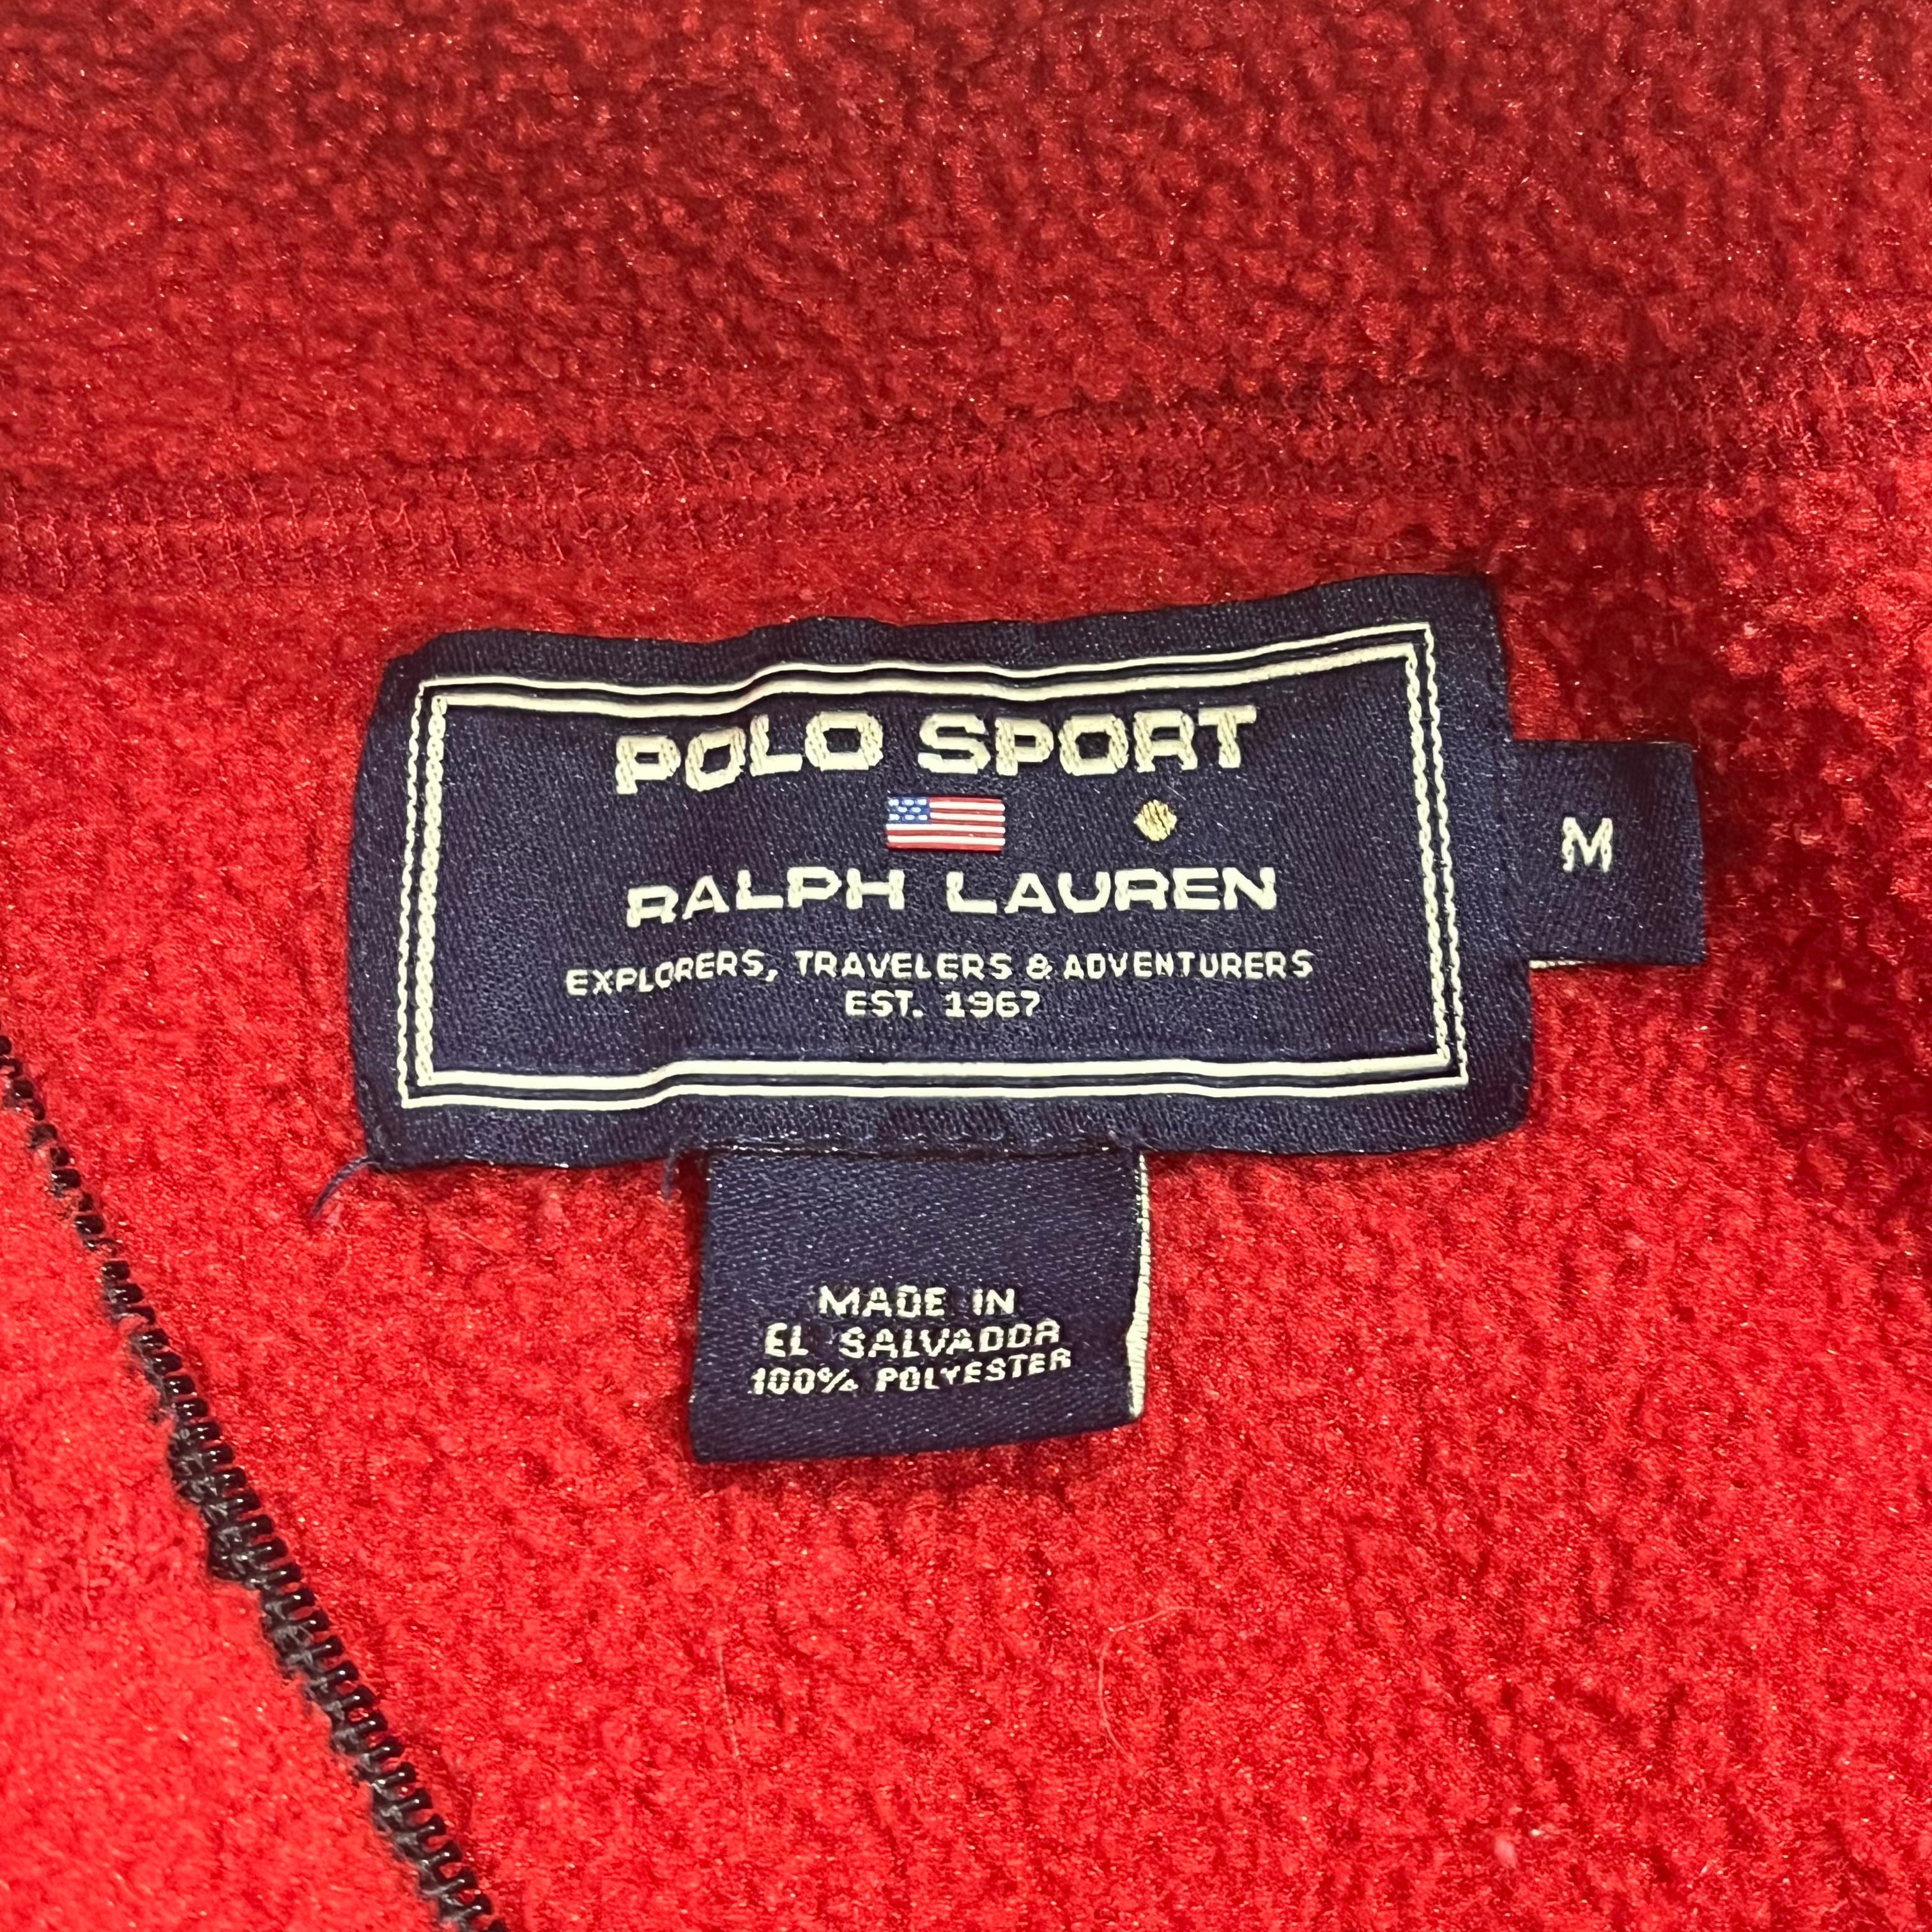 POLO SPORT
RALPH LAUREN
EXPLORERS, TRAVELERS & ADVENTURERS
EST. 1967
M
MADE IN
EL SALVADOR
100% POLYESTER